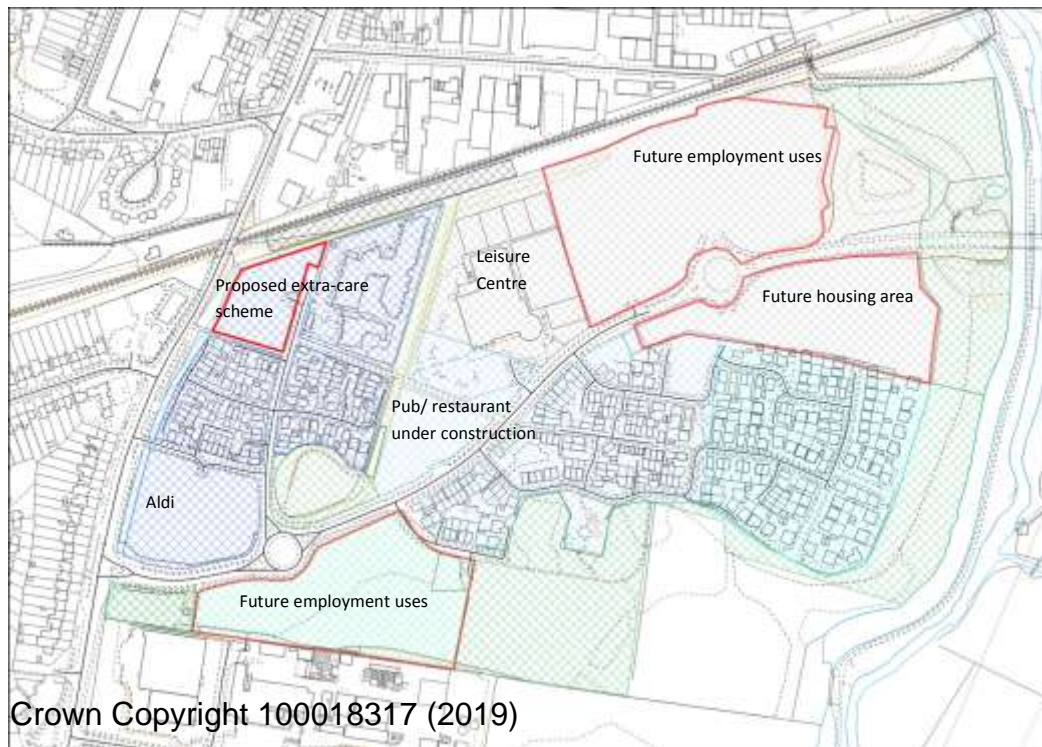 Future employment uses
Leisure
Centre
Proposed extra-care
scheme
Future housing area
Pub/ restaurant
under construction
Aldi
Future employment uses
Crown Copyright 100018317 (2019)